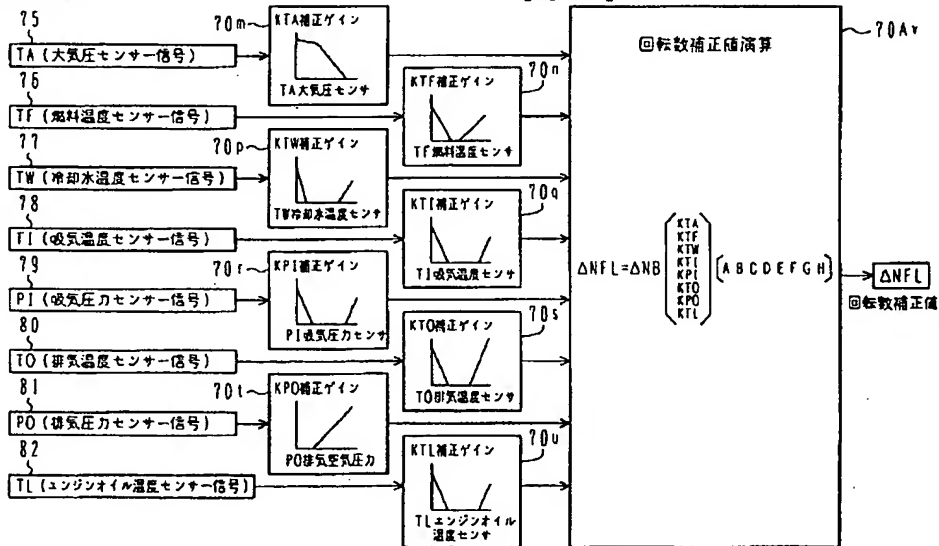 75
TA (大気圧センサー信号)
76
TF (燃料温度センサー信号)
77
TW (冷却水温度センサー信号)
78
FI (吸気温度センサー信号)
79
PI (吸気圧力センサー信号)
80
TO (排気温度センサー信号)
81
PO (排気圧力センサー信号)
82
TL (エンジンオイル温度センサー信号)
70m
KTA補正ゲイン
TA大気圧センサ
70n
KTF補正ゲイン
TF燃料温度センサ
70p
KTW補正ゲイン
TW冷却水温度センサ
70q
KTI補正ゲイン
TI吸気温度センサ
70r
KPI補正ゲイン
PI吸気圧力センサ
70s
KTO補正ゲイン
TO排気温度センサ
70t
KPO補正ゲイン
PO排気空気圧力
70u
KTL補正ゲイン
TLエンジンオイル
温度センサ
70Av
回転数補正値演算
KTA
KTF
KTW
KTI
KPI
KTO
KPO
KTL
ΔNFL=ΔNB
[A B C D E F G H]
ΔNFL
回転数補正値